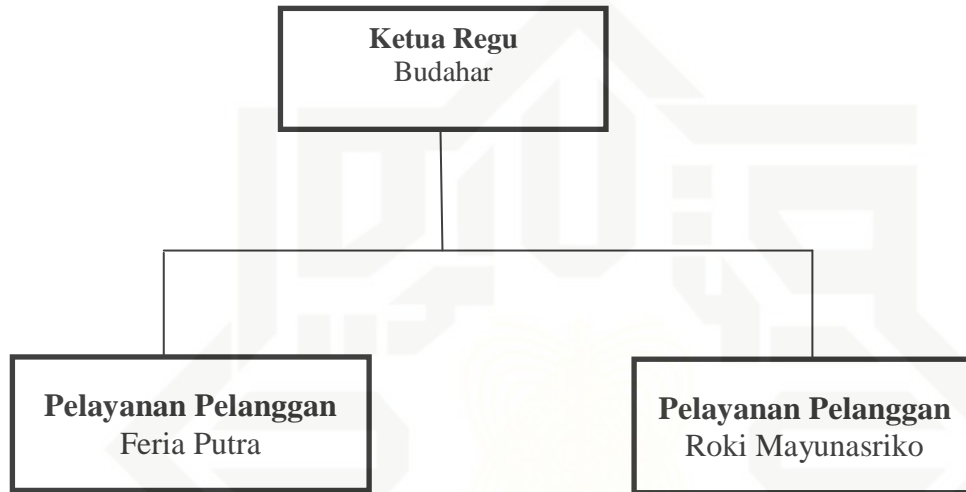 Ketua Regu
Budahar
Pelayanan Pelanggan
Feria Putra
Pelayanan Pelanggan
Roki Mayunasriko